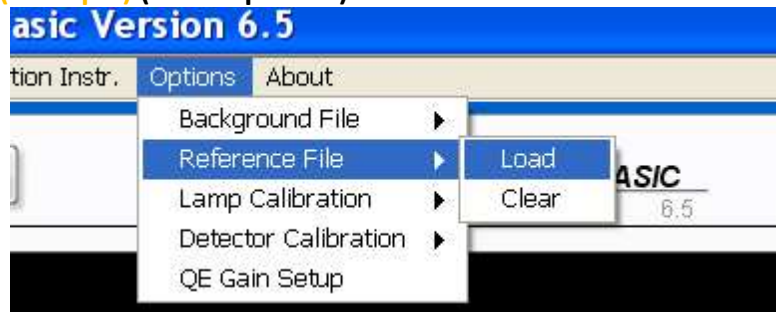 asic Version 6.5
tion Instr. Options About
Background File
Reference File
Load
ASIC
Lamp Calibration
Clear
6.5
Detector Calibration
QE Gain Setup